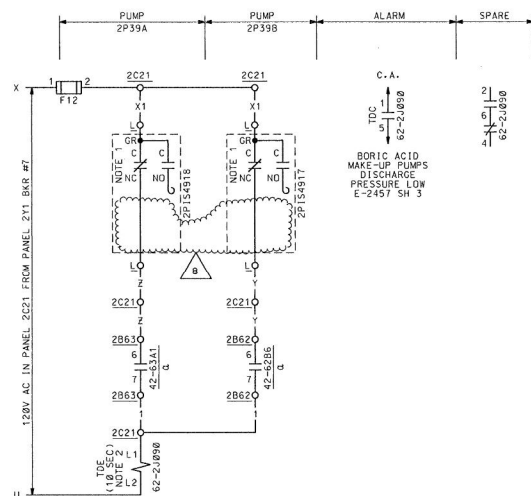 PUMP
2P39A
PUMP
2P39B
ALARM
SPARE
X
1
2
F12
2C21
2C21
X1
X1
L
L
GR
GR
NOTE 1
C
C
NC
NO
2PIS4918
NOTE 1
C
C
NC
NO
2PIS4917
8
L
L
Z
Y
2C21
2C21
Z
Y
2B63
2B62
6
7
42-63A1
a
6
7
42-62B6
a
2B63
2B62
1
1
2C21
TDE
(10 SEC)
NOTE 2
L1
L2
62-2J090
120V AC IN PANEL 2C21 FROM PANEL 2Y1 BKR #7
C.A.
TDC
1
5
62-2J090
BORIC ACID
MAKE-UP PUMPS
DISCHARGE
PRESSURE LOW
E-2457 SH 3
2
6
4
62-2J090